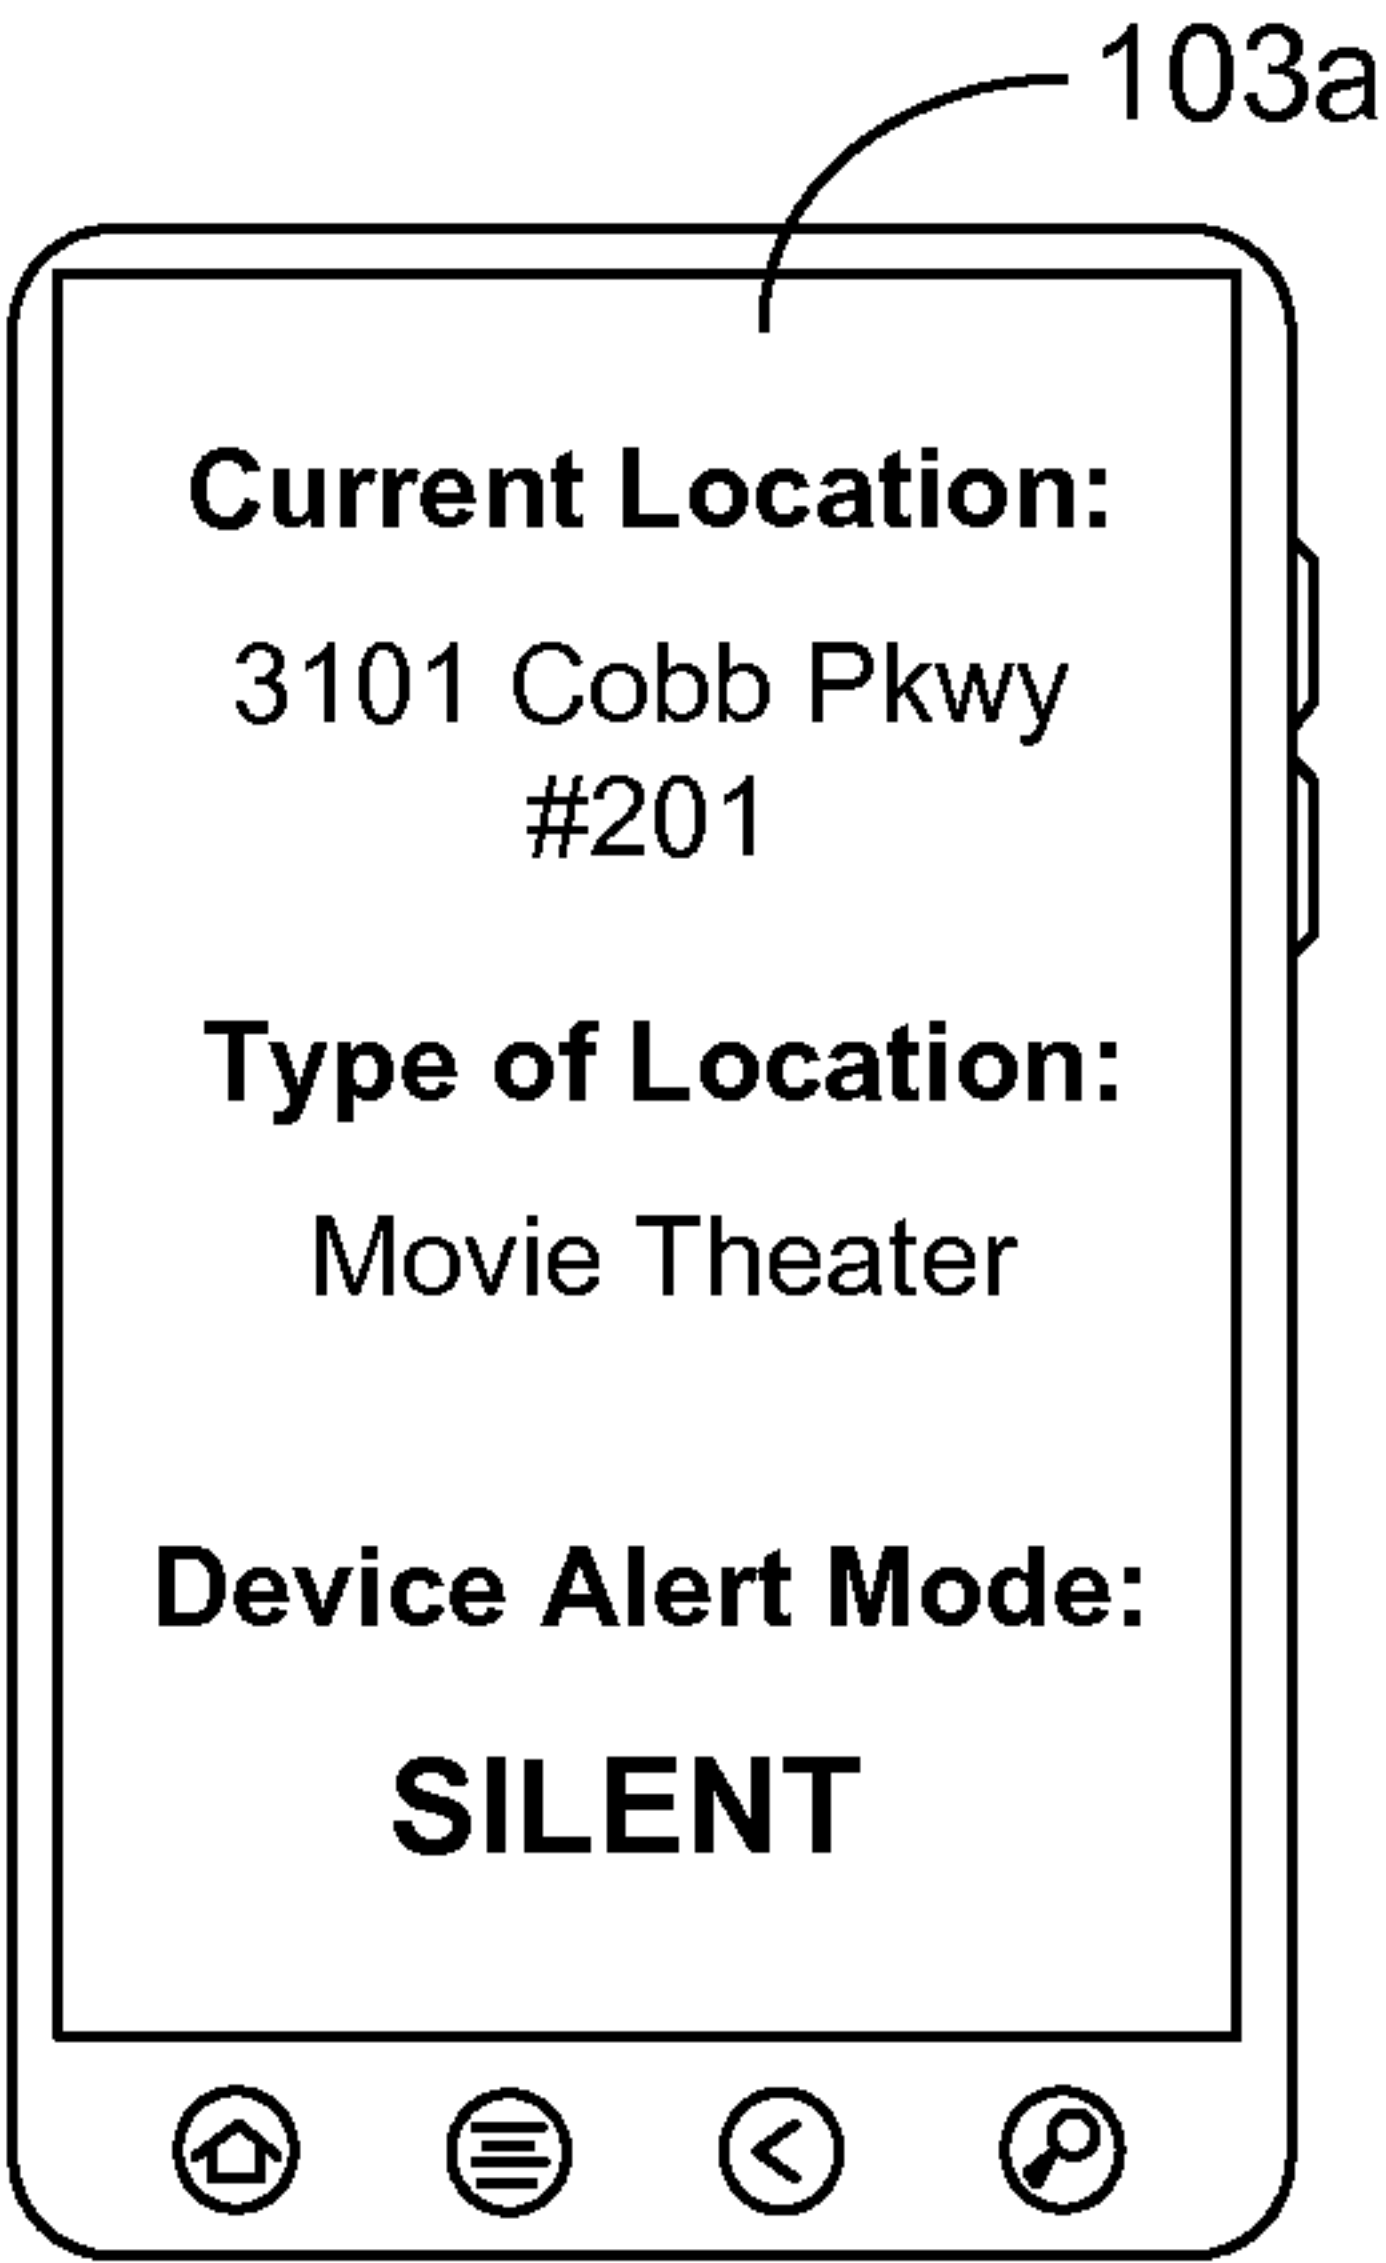 103a
Current Location:
3101 Cobb Pkwy
#201
Type of Location:
Movie Theater
Device Alert Mode:
SILENT